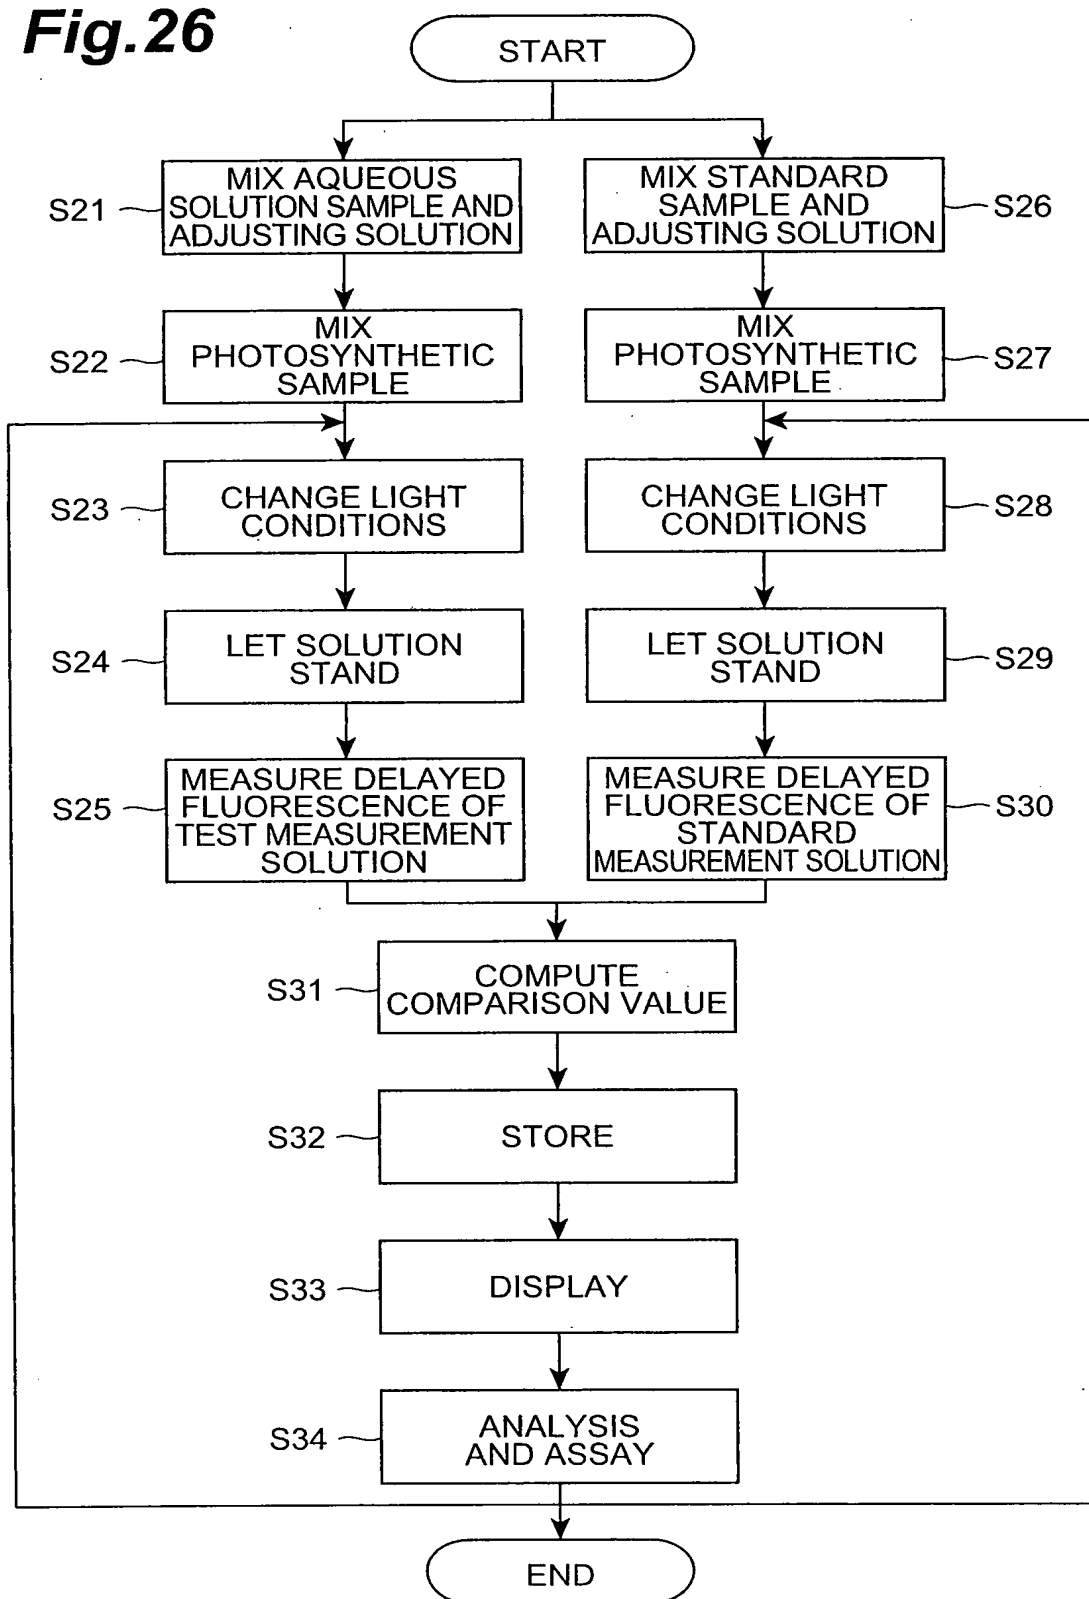 Fig.26
START
MIX AQUEOUS
SOLUTION SAMPLE AND
ADJUSTING SOLUTION
S21
MIX STANDARD
SAMPLE AND
ADJUSTING SOLUTION
S26
MIX
PHOTOSYNTHETIC
SAMPLE
S22
MIX
PHOTOSYNTHETIC
SAMPLE
S27
CHANGE LIGHT
CONDITIONS
S23
CHANGE LIGHT
CONDITIONS
S28
LET SOLUTION
STAND
S24
LET SOLUTION
STAND
S29
MEASURE DELAYED
FLUORESCENCE OF
TEST MEASUREMENT
SOLUTION
S25
MEASURE DELAYED
FLUORESCENCE OF
STANDARD
MEASUREMENT SOLUTION
S30
COMPUTE
COMPARISON VALUE
S31
STORE
S32
DISPLAY
S33
ANALYSIS
AND ASSAY
S34
END